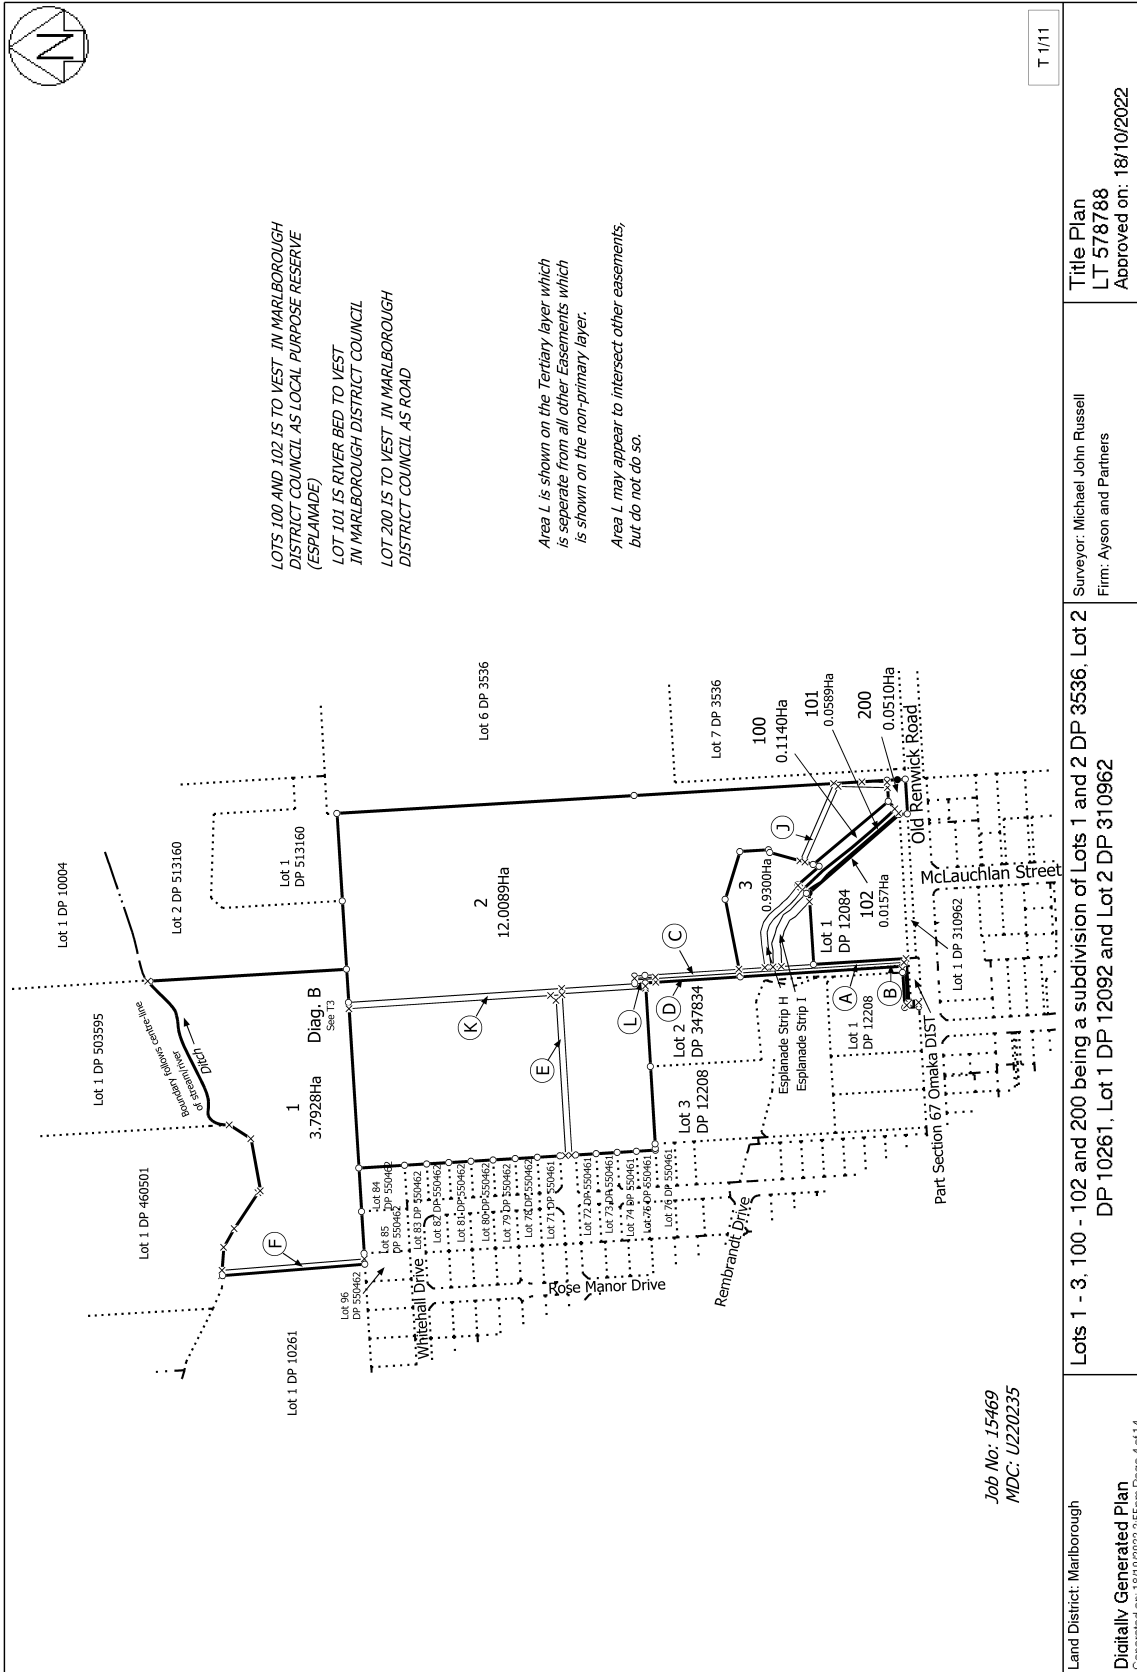 N
T 1/11
LOTS 100 AND 102 IS TO VEST IN MARLBOROUGH
DISTRICT COUNCIL AS LOCAL PURPOSE RESERVE
(ESPLANADE)
LOT 101 IS RIVER BED TO VEST
IN MARLBOROUGH DISTRICT COUNCIL
LOT 200 IS TO VEST IN MARLBOROUGH
DISTRICT COUNCIL AS ROAD
Area L is shown on the Tertiary layer which
is seperate from all other Easements which
is shown on the non-primary layer.
Area L may appear to intersect other easements,
but do not do so.
Lot 1 DP 10004
Lot 2 DP 513160
Lot 1
DP 513160
Lot 6 DP 3536
Lot 7 DP 3536
Lot 1 DP 503595
Boundary follows centre-line
of stream/river
Ditch
Lot 1 DP 460501
1
3.7928Ha
Diag. B
See T3
2
12.0089Ha
3
0.9300Ha
100
0.1140Ha
101
0.0589Ha
200
0.0510Ha
102
0.0157Ha
Lot 1
DP 12084
Old Renwick Road
McLauchlan Street
Lot 1 DP 310962
J
C
D
L
K
E
F
A
B
Lot 2
DP 347834
Lot 3
DP 12208
Esplanade Strip H
Esplanade Strip I
Lot 1
DP 12208
Part Section 67 Omaka DIST
Lot 84
DP 550462
Lot 85
DP 550462
Lot 83 DP 550462
Lot 82 DP 550462
Lot 81 DP 550462
Lot 80 DP 550462
Lot 79 DP 550462
Lot 78 DP 550462
Lot 71 DP 550461
Lot 72 DP 550461
Lot 73 DP 550461
Lot 74 DP 550461
Lot 75 DP 550461
Lot 76 DP 550461
Lot 96
DP 550462
Whitehall Drive
Rose Manor Drive
Rembrandt Drive
Lot 1 DP 10261
Job No: 15469
MDC: U220235
Land District: Marlborough
Digitally Generated Plan
Generated on: 18/10/2022 2:55pm Page 4 of 14
Lots 1 - 3, 100 - 102 and 200 being a subdivision of Lots 1 and 2 DP 3536, Lot 2
DP 10261, Lot 1 DP 12092 and Lot 2 DP 310962
Surveyor: Michael John Russell
Firm: Ayson and Partners
Title Plan
LT 578788
Approved on: 18/10/2022